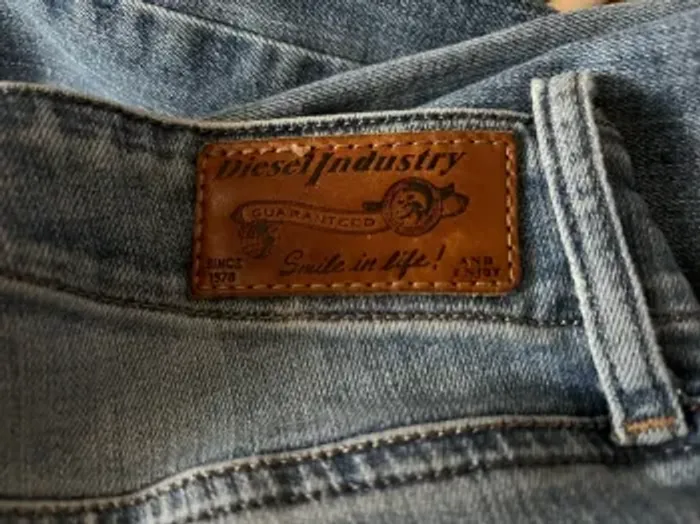 Diesel Industry
GUARANTEED
SINCE
1978
Smile in life!
AND
ENJOY